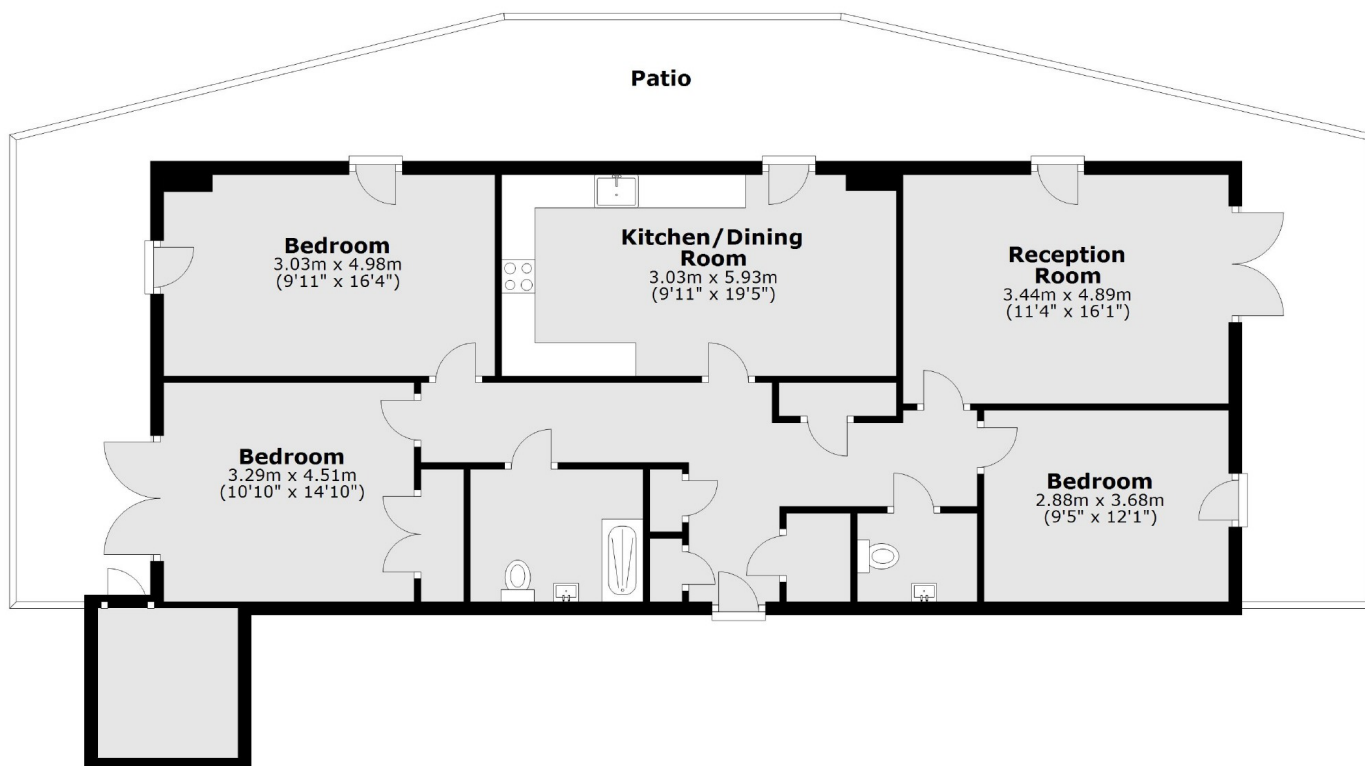 Patio
Bedroom
3.03m x 4.98m
(9'11" x 16'4")
Kitchen/Dining
Room
3.03m x 5.93m
(9'11" x 19'5")
Reception
Room
3.44m x 4.89m
(11'4" x 16'1")
Bedroom
3.29m x 4.51m
(10'10" x 14'10")
Bedroom
2.88m x 3.68m
(9'5" x 12'1")